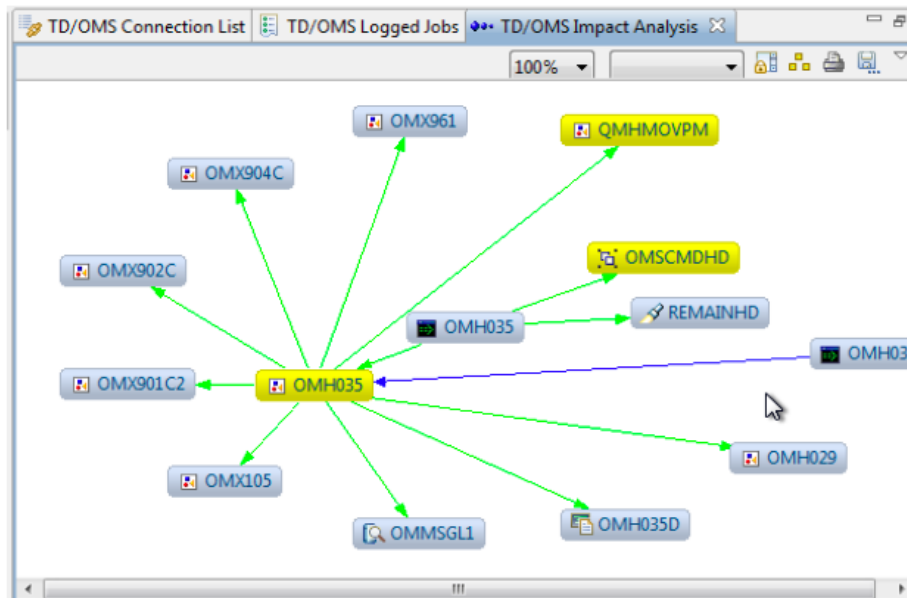 TD/OMS Connection List TD/OMS Logged Jobs TD/OMS Impact Analysis
100%
OMX961
QMHMOVPM
OMX904C
OMSCMDHD
OMX902C
REMAINHD
OMH035
OMH03
OMX901C2
OMH035
OMH029
OMX105
OMMSGL1
OMH035D